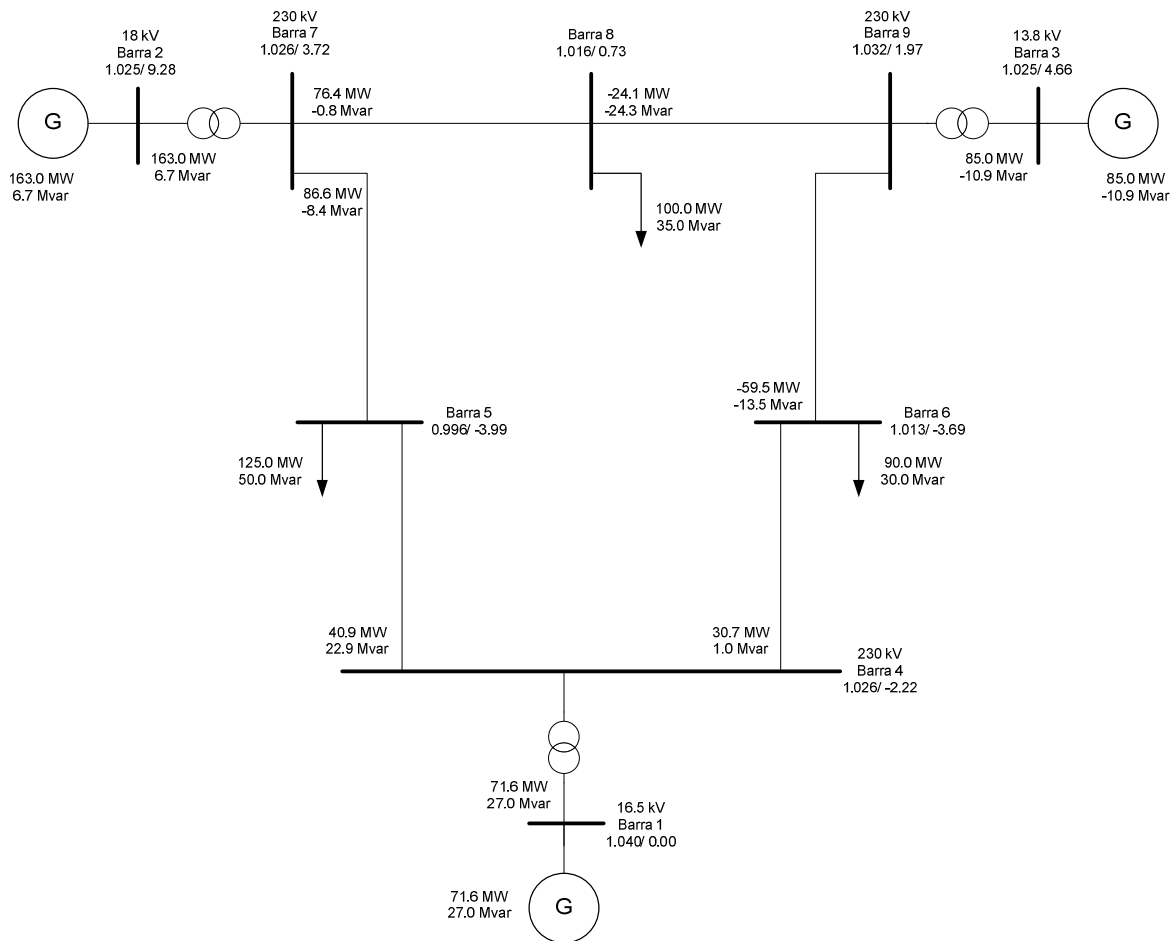 18 kV
Barra 2
1.025/ 9.28
230 kV
Barra 7
1.026/ 3.72
Barra 8
1.016/ 0.73
230 kV
Barra 9
1.032/ 1.97
13.8 kV
Barra 3
1.025/ 4.66
G
163.0 MW
6.7 Mvar
163.0 MW
6.7 Mvar
76.4 MW
-0.8 Mvar
86.6 MW
-8.4 Mvar
-24.1 MW
-24.3 Mvar
100.0 MW
35.0 Mvar
85.0 MW
-10.9 Mvar
G
85.0 MW
-10.9 Mvar
Barra 5
0.996/ -3.99
125.0 MW
50.0 Mvar
-59.5 MW
-13.5 Mvar
Barra 6
1.013/ -3.69
90.0 MW
30.0 Mvar
40.9 MW
22.9 Mvar
30.7 MW
1.0 Mvar
230 kV
Barra 4
1.026/ -2.22
71.6 MW
27.0 Mvar
16.5 kV
Barra 1
1.040/ 0.00
71.6 MW
27.0 Mvar
G